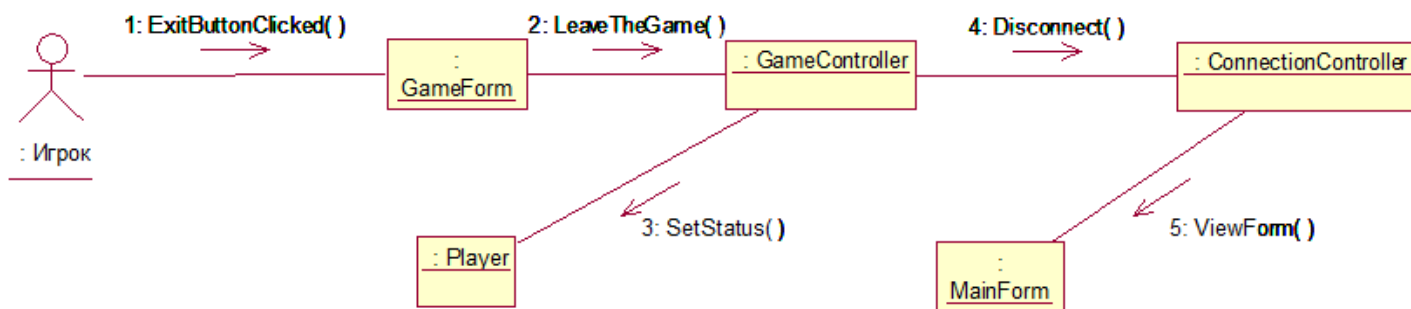 1: ExitButtonClicked( )
2: LeaveTheGame( )
4: Disconnect( )
: Игрок
:
GameForm
: GameController
: ConnectionController
3: SetStatus( )
5: ViewForm( )
: Player
:
MainForm